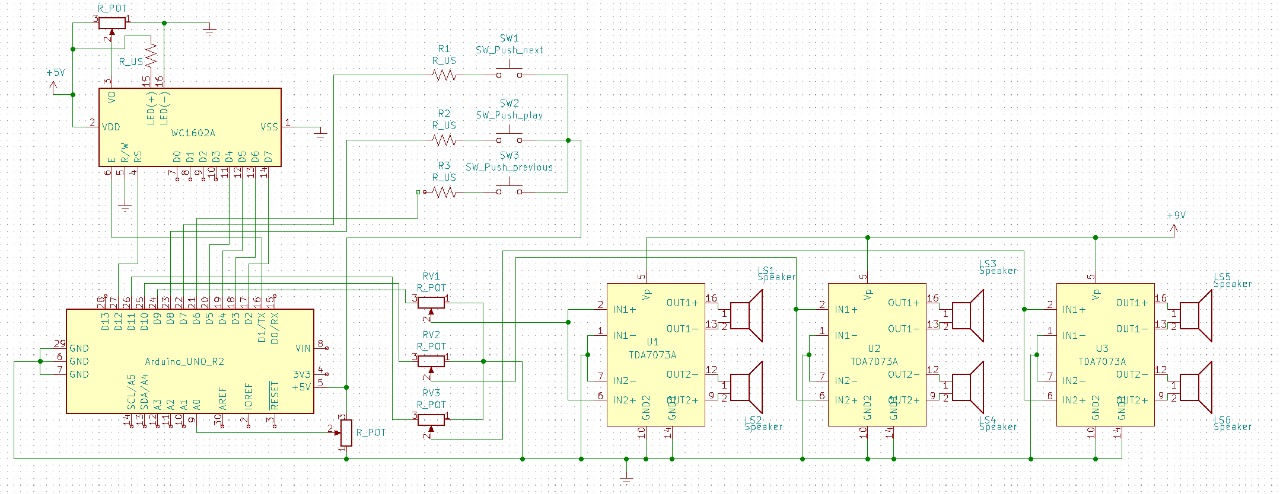 R_POT
3
1
2
R_US
+5V
3
15
16
VO
LED(+)
LED(-)
2
VDD
WC1602A
VSS
1
E
R/W
RS
D0
D1
D2
D3
D4
D5
D6
D7
6
5
4
7
8
9
10
11
12
13
14
R1
R_US
SW1
SW_Push_next
R2
R_US
SW2
SW_Push_play
R3
R_US
SW3
SW_Push_previous
+9V
28
27
26
25
24
23
22
21
20
19
18
17
16
15
D13
D12
D11
D10
D9
D8
D7
D6
D5
D4
D3
D2
D1/TX
D0/RX
29
GND
6
GND
7
GND
Arduino_UNO_R2
VIN
8
3V3
4
+5V
5
SCL/A5
SDA/A4
A3
A2
A1
A0
AREF
IOREF
RESET
14
13
12
11
10
9
30
2
3
3
2
R_POT
1
RV1
R_POT
3
1
2
RV2
R_POT
3
1
2
RV3
R_POT
3
1
2
5
Vp
2
IN1+
1
IN1-
7
IN2-
6
IN2+
U1
TDA7073A
OUT1+
16
OUT1-
13
OUT2-
12
OUT2+
9
10
14
LS1
Speaker
1
2
LS2
Speaker
1
2
5
Vp
2
IN1+
1
IN1-
7
IN2-
6
IN2+
U2
TDA7073A
OUT1+
16
OUT1-
13
OUT2-
12
OUT2+
9
10
14
LS3
Speaker
1
2
LS4
Speaker
1
2
5
Vp
2
IN1+
1
IN1-
7
IN2-
6
IN2+
U3
TDA7073A
OUT1+
16
OUT1-
13
OUT2-
12
OUT2+
9
10
14
LS5
Speaker
1
2
LS6
Speaker
1
2